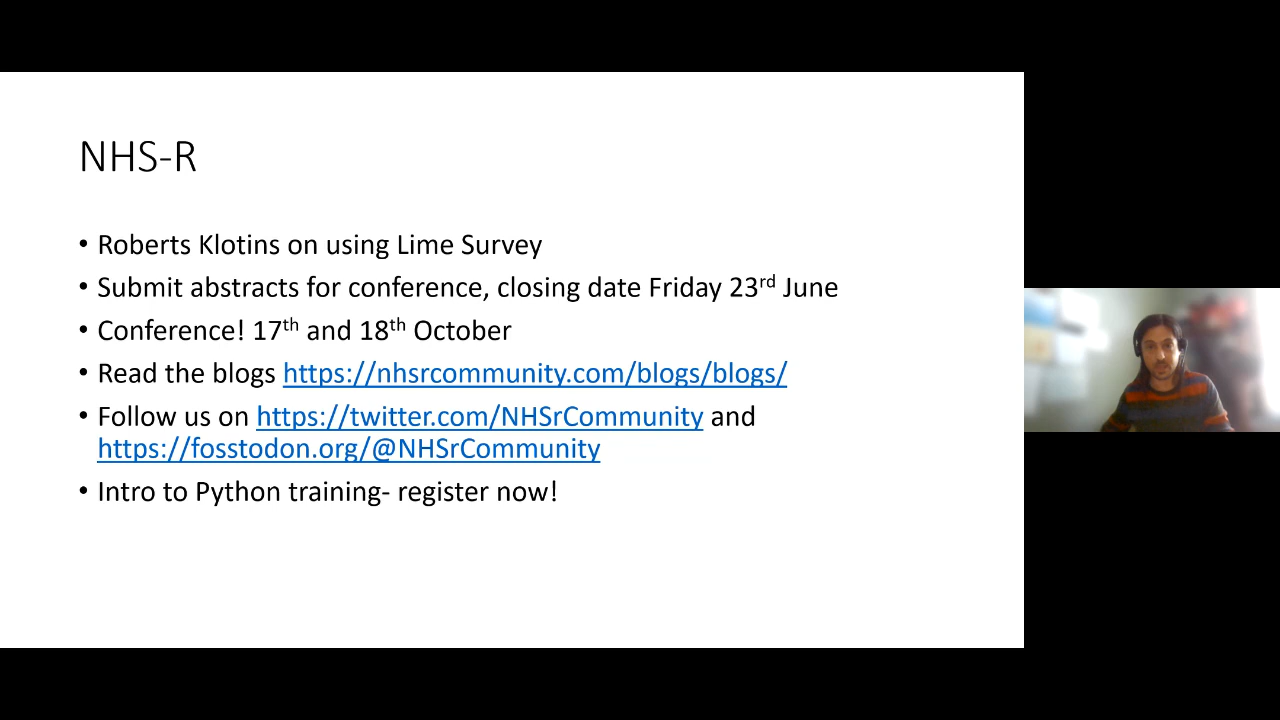 NHS-R
• Roberts Klotins on using Lime Survey
• Submit abstracts for conference, closing date Friday 23rd June
• Conference! 17th and 18th October
• Read the blogs https://nhsrcommunity.com/blogs/blogs/
• Follow us on https://twitter.com/NHSrCommunity and
https://fosstodon.org/@NHSrCommunity
• Intro to Python training- register now!